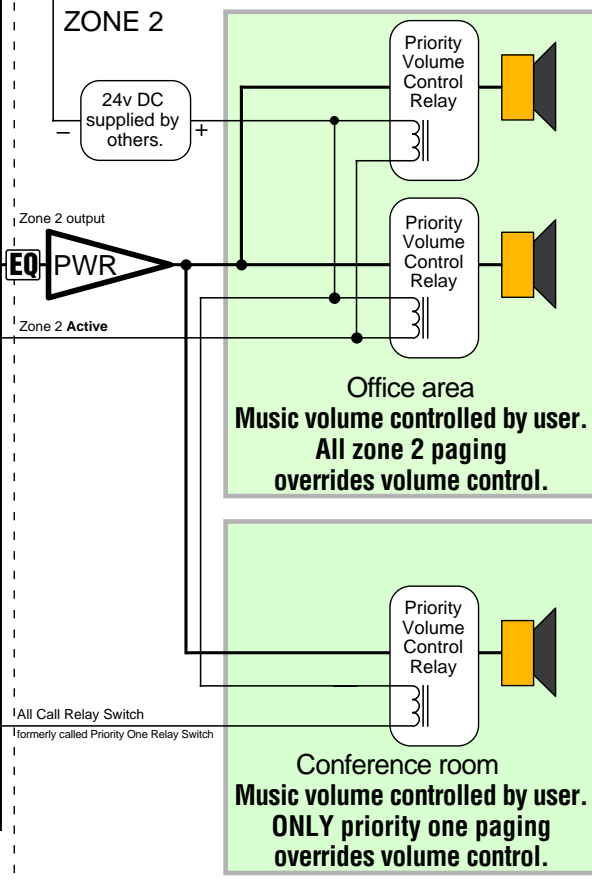 ZONE 2
24v DC
supplied by
others.
– +
Priority
Volume
Control
Relay
Zone 2 output
EQ PWR
Priority
Volume
Control
Relay
Zone 2 Active
Office area
Music volume controlled by user.
All zone 2 paging
overrides volume control.
Priority
Volume
Control
Relay
All Call Relay Switch
formerly called Priority One Relay Switch
Conference room
Music volume controlled by user.
ONLY priority one paging
overrides volume control.